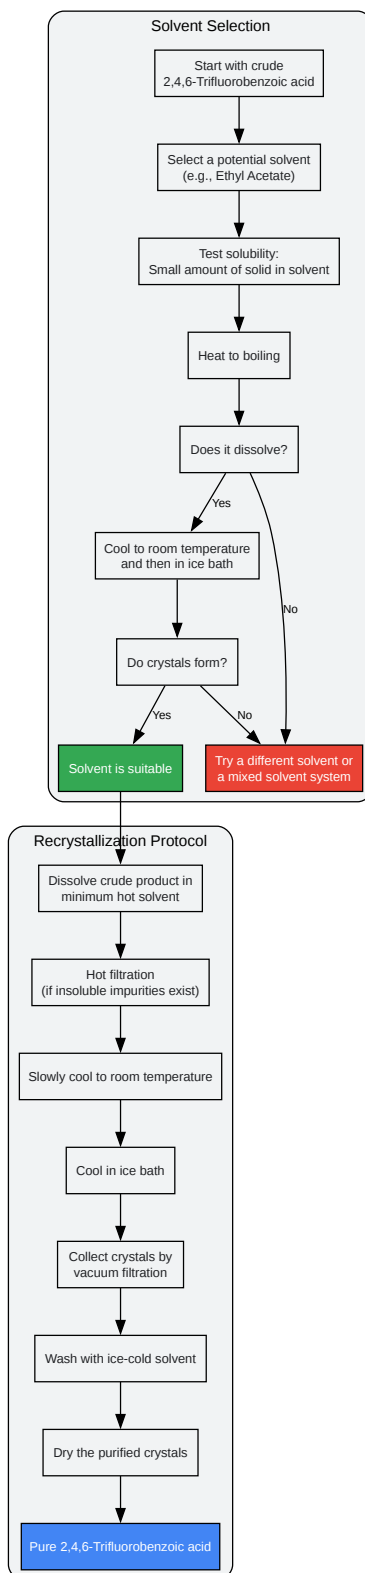 Solvent Selection
Start with crude
2,4,6-Trifluorobenzoic acid
Select a potential solvent
(e.g., Ethyl Acetate)
Test solubility:
Small amount of solid in solvent
Heat to boiling
Does it dissolve?
Yes
Cool to room temperature
and then in ice bath
No
Do crystals form?
Yes
No
Solvent is suitable
Try a different solvent or
a mixed solvent system
Recrystallization Protocol
Dissolve crude product in
minimum hot solvent
Hot filtration
(if insoluble impurities exist)
Slowly cool to room temperature
Cool in ice bath
Collect crystals by
vacuum filtration
Wash with ice-cold solvent
Dry the purified crystals
Pure 2,4,6-Trifluorobenzoic acid